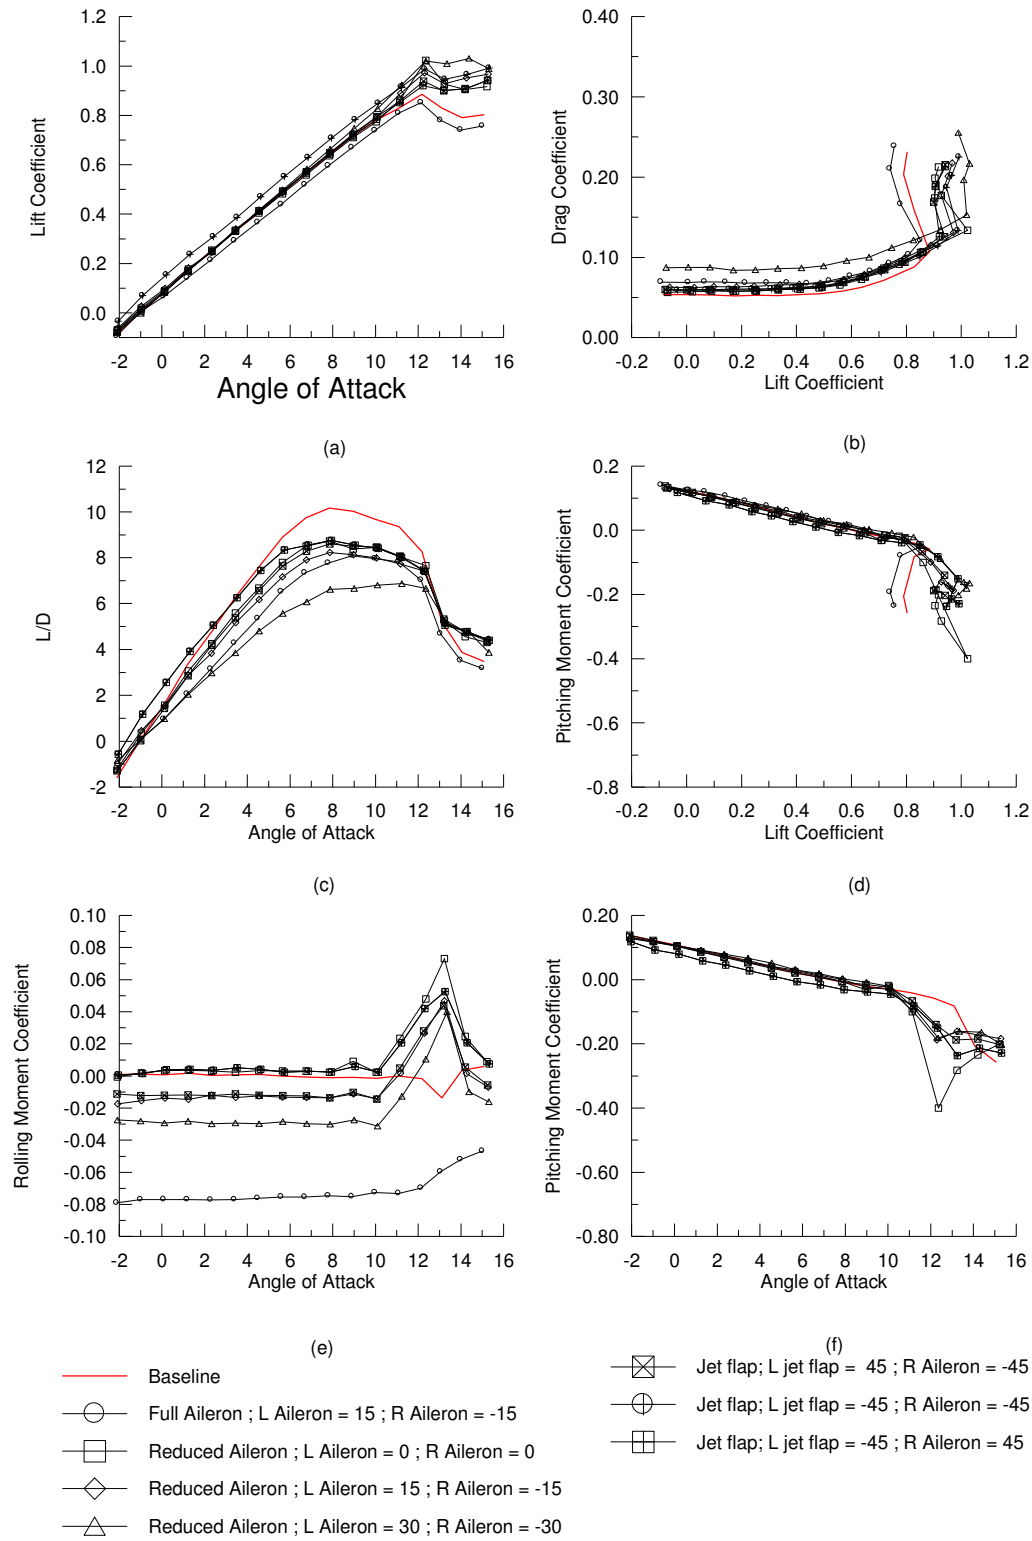 1.2
1.0
0.8
0.6
0.4
0.2
0.0
Lift Coefficient
-2 0 2 4 6 8 10 12 14 16
Angle of Attack
(a)
0.40
0.30
0.20
0.10
0.00
Drag Coefficient
0.0 0.2 0.4 0.6 0.8 1.0 1.2
Lift Coefficient
(b)
12
10
8
6
4
2
0
-2
L/D
-2 0 2 4 6 8 10 12 14 16
Angle of Attack
(c)
0.2
0.0
-0.2
-0.4
-0.6
-0.8
Pitching Moment Coefficient
0.0 0.2 0.4 0.6 0.8 1.0 1.2
Lift Coefficient
(d)
0.10
0.08
0.06
0.04
0.02
0.00
-0.02
-0.04
-0.06
-0.08
-0.10
Rolling Moment Coefficient
-2 0 2 4 6 8 10 12 14 16
Angle of Attack
(e)
0.20
0.00
-0.20
-0.40
-0.60
-0.80
Pitching Moment Coefficient
-2 0 2 4 6 8 10 12 14 16
Angle of Attack
(f)
Baseline
Full Aileron ; L Aileron = 15 ; R Aileron = -15
Reduced Aileron ; L Aileron = 0 ; R Aileron = 0
Reduced Aileron ; L Aileron = 15 ; R Aileron = -15
Reduced Aileron ; L Aileron = 30 ; R Aileron = -30
Jet flap; L jet flap = 45 ; R Aileron = -45
Jet flap; L jet flap = -45 ; R Aileron = -45
Jet flap; L jet flap = -45 ; R Aileron = 45